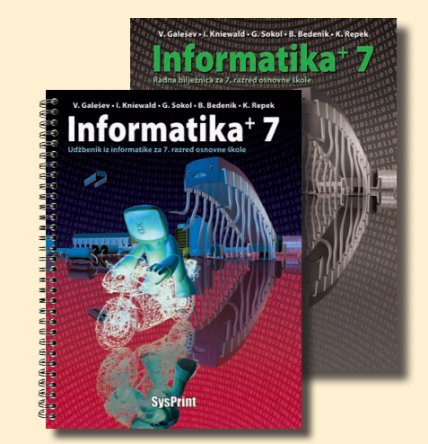 V. Galešev • I. Kniewald • G. Sokol • B. Bedenik • K. Repek
Informatika+ 7
Radna bilježnica za 7. razred osnovne škole
V. Galešev • I. Kniewald • G. Sokol • B. Bedenik • K. Repek
Informatika+ 7
Udžbenik iz informatike za 7. razred osnovne škole
SysPrint